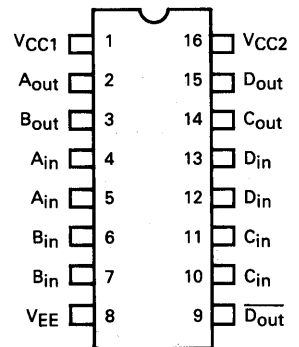 VCC1 1 16 VCC2
Aout 2 15 Dout
Bout 3 14 Cout
Ain 4 13 Din
Ain 5 12 Din
Bin 6 11 Cin
Bin 7 10 Cin
VEE 8 9 D̅o̅u̅t̅